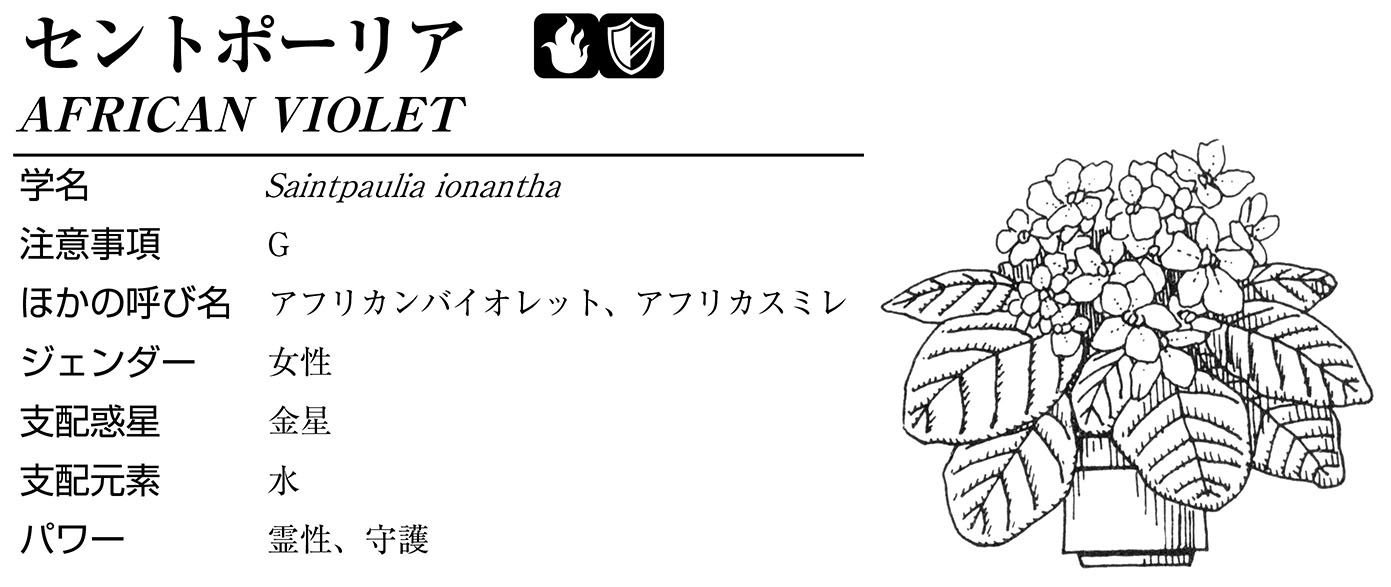 セントポーリア
AFRICAN VIOLET
学名 Saintpaulia ionantha
注意事項 G
ほかの呼び名 アフリカンバイオレット、アフリカスミレ
ジェンダー 女性
支配惑星 金星
支配元素 水
パワー 霊性、守護